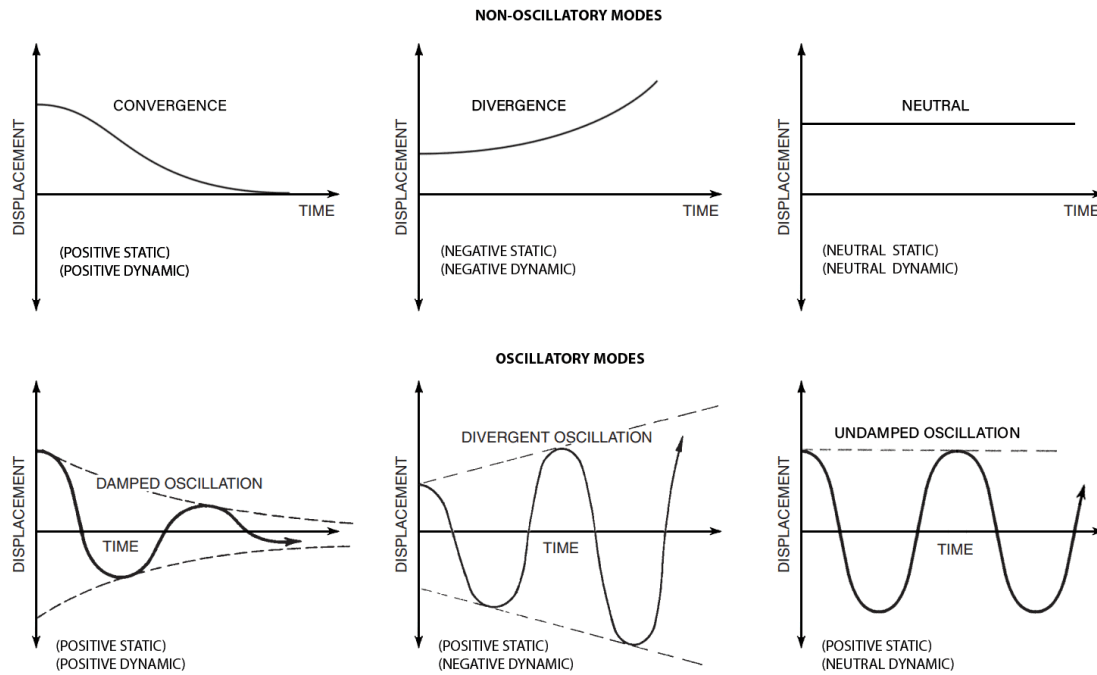 NON-OSCILLATORY MODES
DISPLACEMENT
CONVERGENCE
TIME
(POSITIVE STATIC)
(POSITIVE DYNAMIC)
DISPLACEMENT
DIVERGENCE
TIME
(NEGATIVE STATIC)
(NEGATIVE DYNAMIC)
DISPLACEMENT
NEUTRAL
TIME
(NEUTRAL STATIC)
(NEUTRAL DYNAMIC)
OSCILLATORY MODES
DISPLACEMENT
DAMPED OSCILLATION
TIME
(POSITIVE STATIC)
(POSITIVE DYNAMIC)
DISPLACEMENT
DIVERGENT OSCILLATION
TIME
(POSITIVE STATIC)
(NEGATIVE DYNAMIC)
DISPLACEMENT
UNDAMPED OSCILLATION
TIME
(POSITIVE STATIC)
(NEUTRAL DYNAMIC)